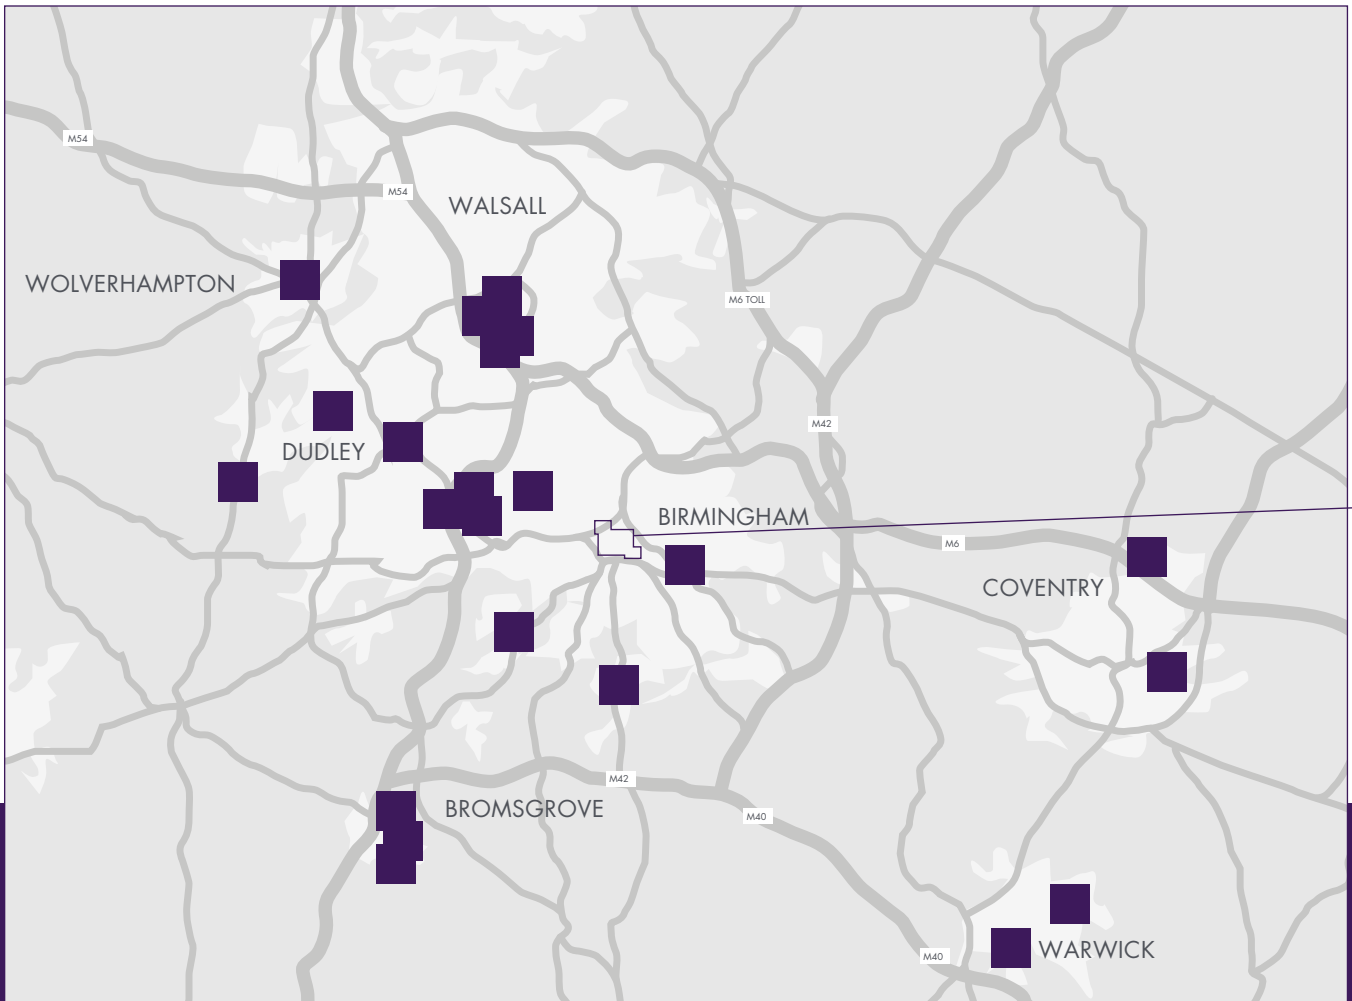 M54
M54
WALSALL
WOLVERHAMPTON
M6 TOLL
M42
DUDLEY
BIRMINGHAM
M6
COVENTRY
M42
BROMSGROVE
M40
WARWICK
M40